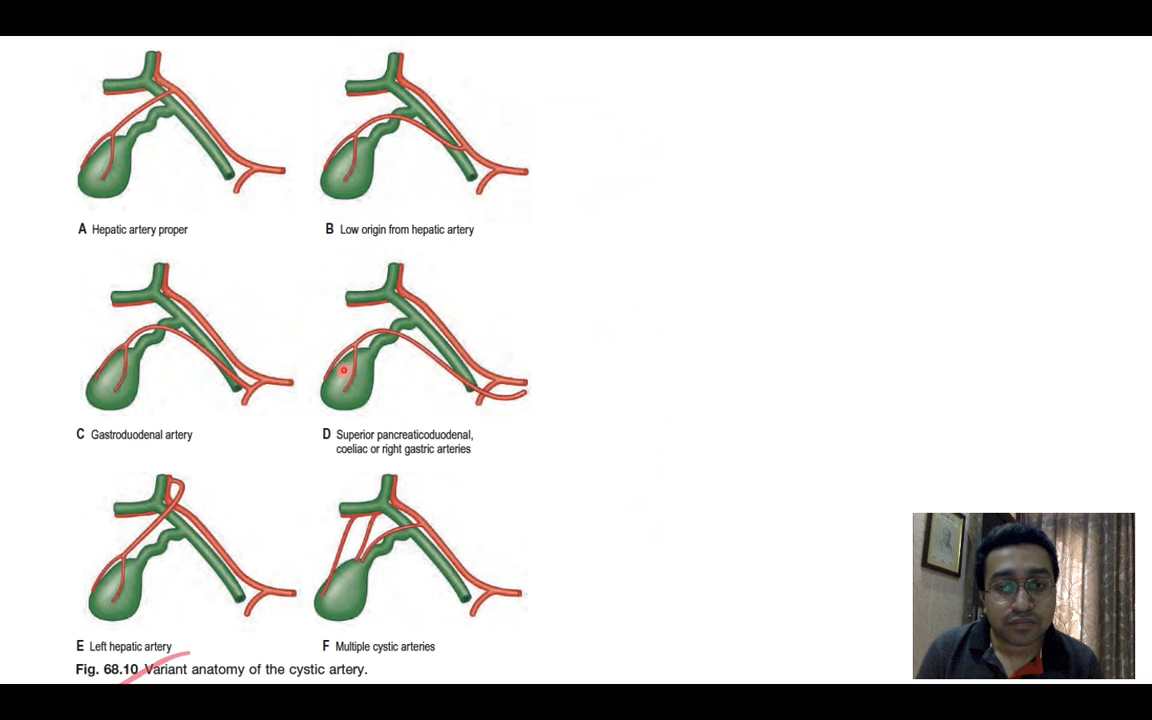 A Hepatic artery proper
B Low origin from hepatic artery
C Gastroduodenal artery
D Superior pancreaticoduodenal,
coeliac or right gastric arteries
E Left hepatic artery
F Multiple cystic arteries
Fig. 68.10 Variant anatomy of the cystic artery.